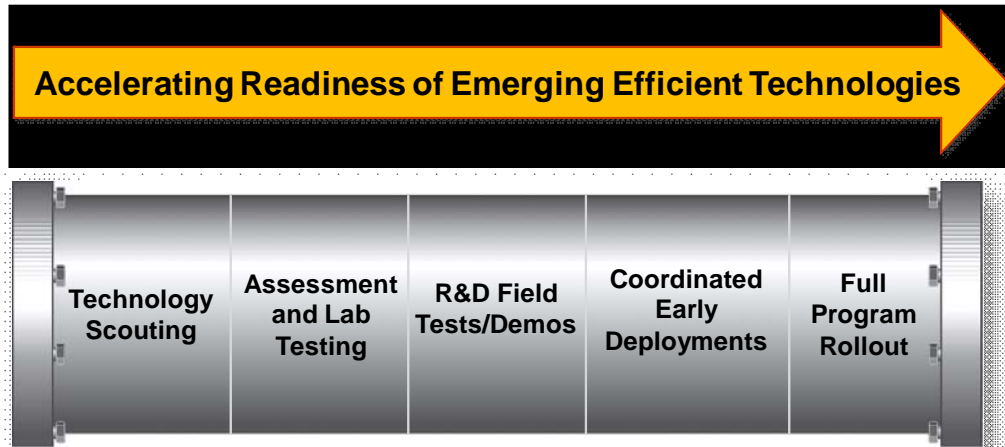 Accelerating Readiness of Emerging Efficient Technologies
Technology
Scouting
Assessment
and Lab
Testing
R&D Field
Tests/Demos
Coordinated
Early
Deployments
Full
Program
Rollout